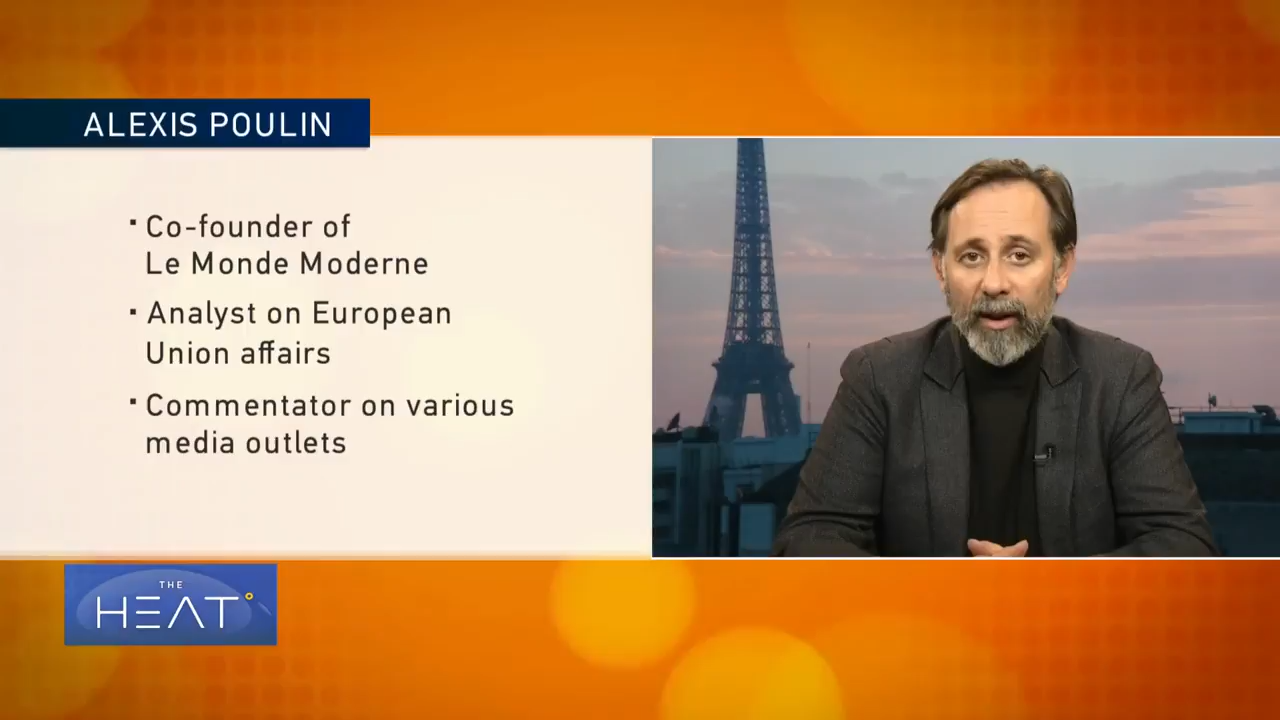 ALEXIS POULIN
▪ Co-founder of
Le Monde Moderne
▪ Analyst on European
Union affairs
▪ Commentator on various
media outlets
THE
HEAT